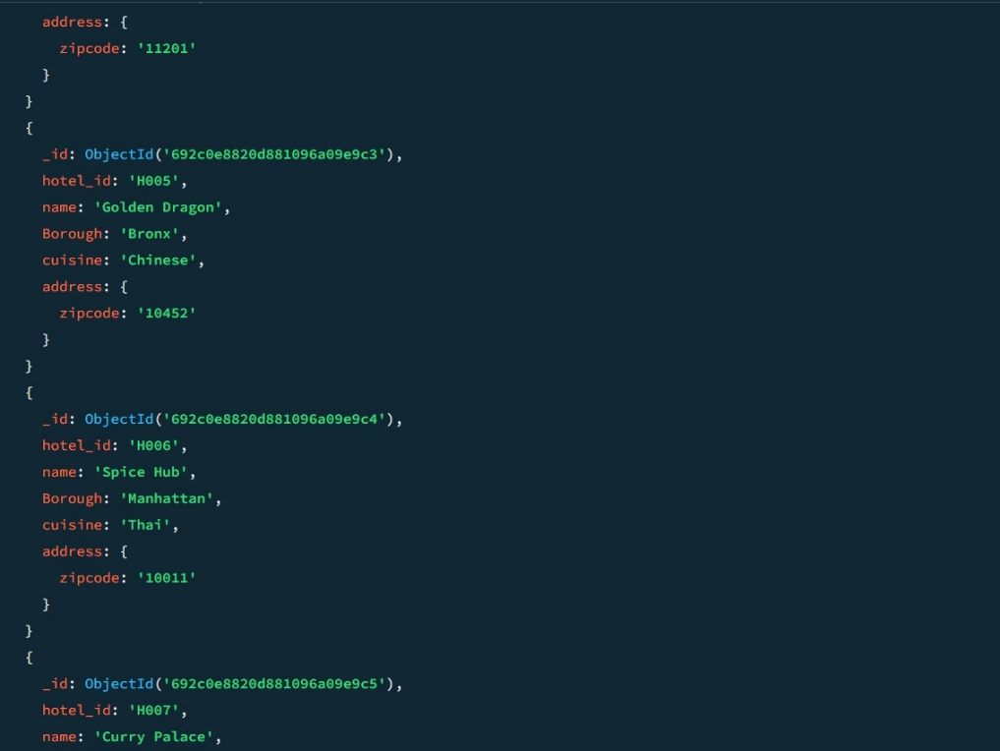 address: {
zipcode: '11201'
}
}
{
_id: ObjectId('692c0e8820d881096a09e9c3'),
hotel_id: 'H005',
name: 'Golden Dragon',
Borough: 'Bronx',
cuisine: 'Chinese',
address: {
zipcode: '10452'
}
}
{
_id: ObjectId('692c0e8820d881096a09e9c4'),
hotel_id: 'H006',
name: 'Spice Hub',
Borough: 'Manhattan',
cuisine: 'Thai',
address: {
zipcode: '10011'
}
}
{
_id: ObjectId('692c0e8820d881096a09e9c5'),
hotel_id: 'H007',
name: 'Curry Palace',